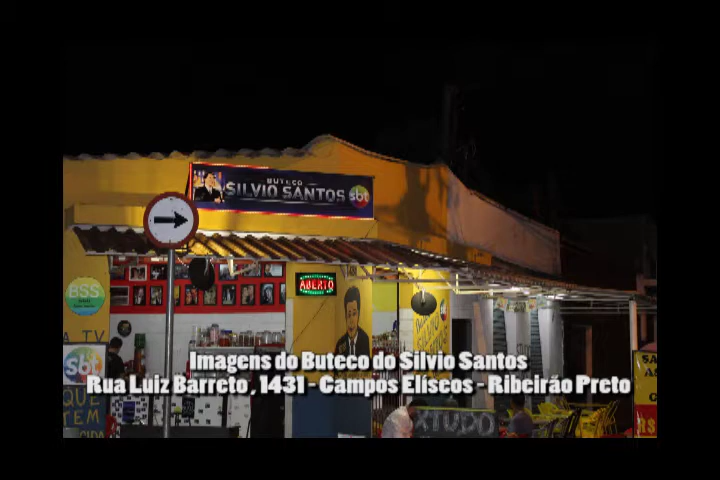 BUTECO
SILVIO SANTOS
sbt
BSS
ABERTO
A TV
sbt
QUE
TEM
XTUDO
Imagens do Buteco do Silvio Santos
Rua Luiz Barreto, 1431 - Campos Elíseos - Ribeirão Preto